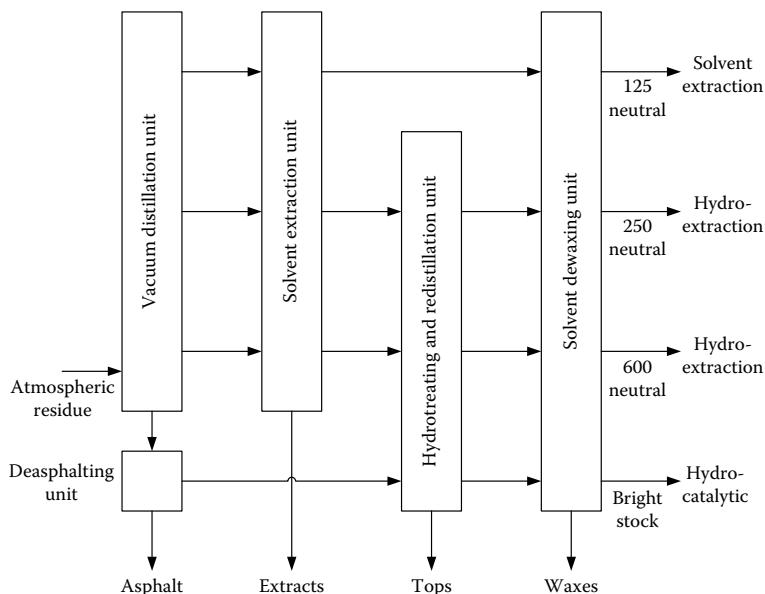 Vacuum distillation unit
Solvent extraction unit
Hydrotreating and redistillation unit
Solvent dewaxing unit
125
neutral
Solvent
extraction
250
neutral
Hydro-
extraction
600
neutral
Hydro-
extraction
Atmospheric
residue
Deasphalting
unit
Bright
stock
Hydro-
catalytic
Asphalt
Extracts
Tops
Waxes